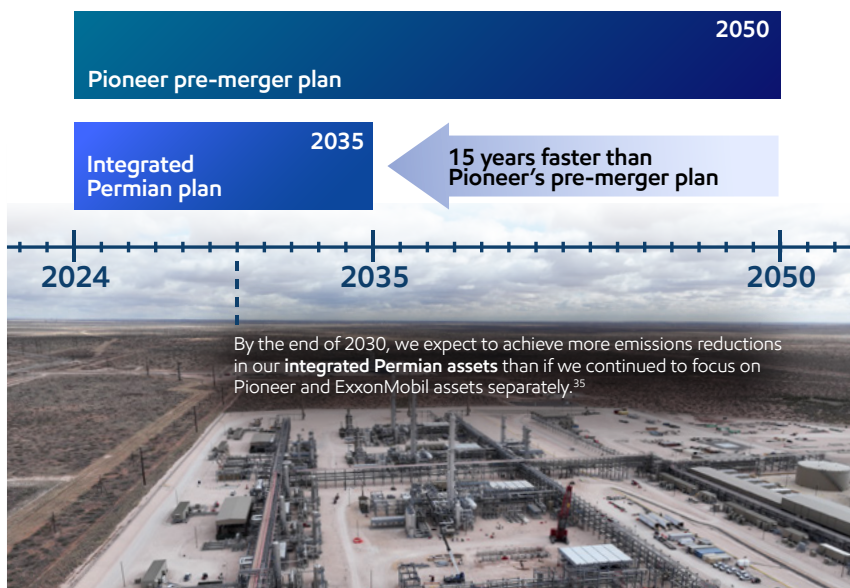 2050
Pioneer pre-merger plan
2035
Integrated
Permian plan
15 years faster than
Pioneer's pre-merger plan
2024
2035
2050
By the end of 2030, we expect to achieve more emissions reductions
in our integrated Permian assets than if we continued to focus on
Pioneer and ExxonMobil assets separately.35